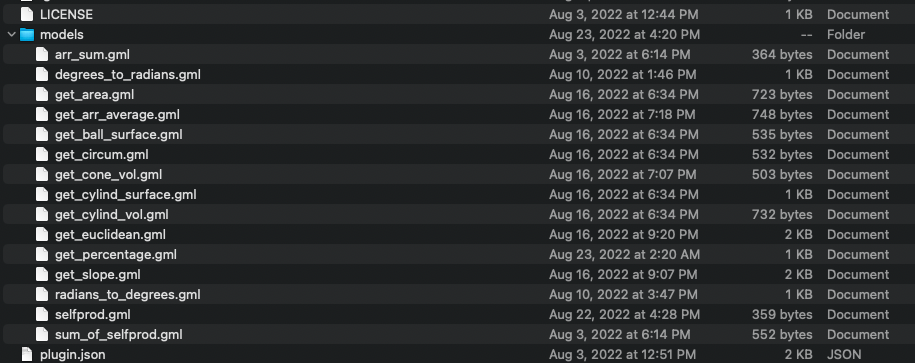 LICENSE Aug 3, 2022 at 12:44 PM 1 KB Document
models Aug 23, 2022 at 4:20 PM -- Folder
arr_sum.gml Aug 3, 2022 at 6:14 PM 364 bytes Document
degrees_to_radians.gml Aug 10, 2022 at 1:46 PM 1 KB Document
get_area.gml Aug 16, 2022 at 6:34 PM 723 bytes Document
get_arr_average.gml Aug 16, 2022 at 7:18 PM 748 bytes Document
get_ball_surface.gml Aug 16, 2022 at 6:34 PM 535 bytes Document
get_circum.gml Aug 16, 2022 at 6:34 PM 532 bytes Document
get_cone_vol.gml Aug 16, 2022 at 7:07 PM 503 bytes Document
get_cylind_surface.gml Aug 16, 2022 at 6:34 PM 1 KB Document
get_cylind_vol.gml Aug 16, 2022 at 6:34 PM 732 bytes Document
get_euclidean.gml Aug 16, 2022 at 9:20 PM 2 KB Document
get_percentage.gml Aug 23, 2022 at 2:20 AM 1 KB Document
get_slope.gml Aug 16, 2022 at 9:07 PM 2 KB Document
radians_to_degrees.gml Aug 10, 2022 at 3:47 PM 1 KB Document
selfprod.gml Aug 22, 2022 at 4:28 PM 359 bytes Document
sum_of_selfprod.gml Aug 3, 2022 at 6:14 PM 552 bytes Document
plugin.json Aug 3, 2022 at 12:51 PM 2 KB JSON